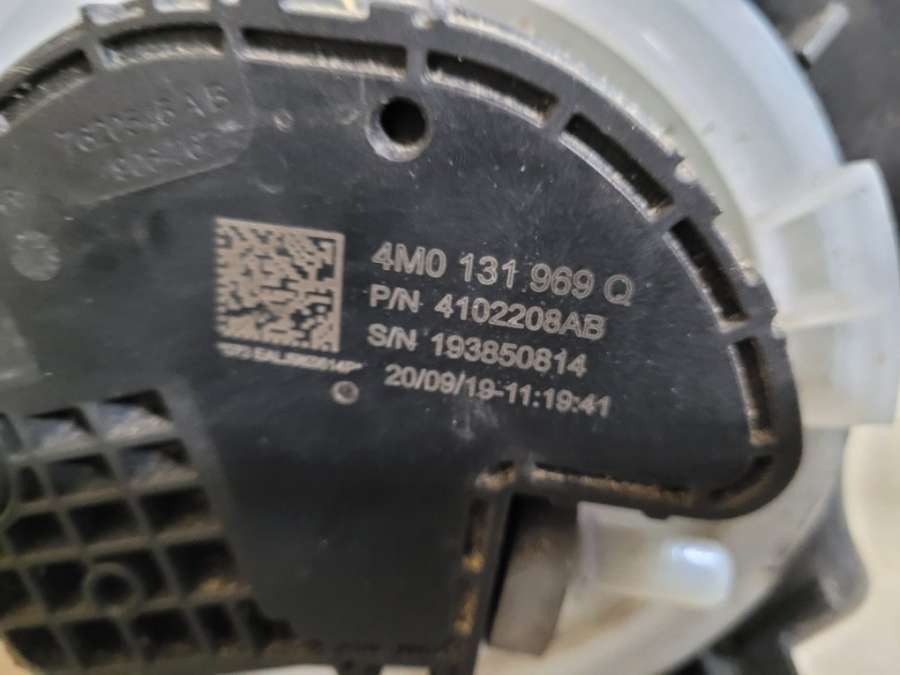 4M0 131 969 Q
P/N 4102208AB
S/N 193850814
20/09/19-11:19:41